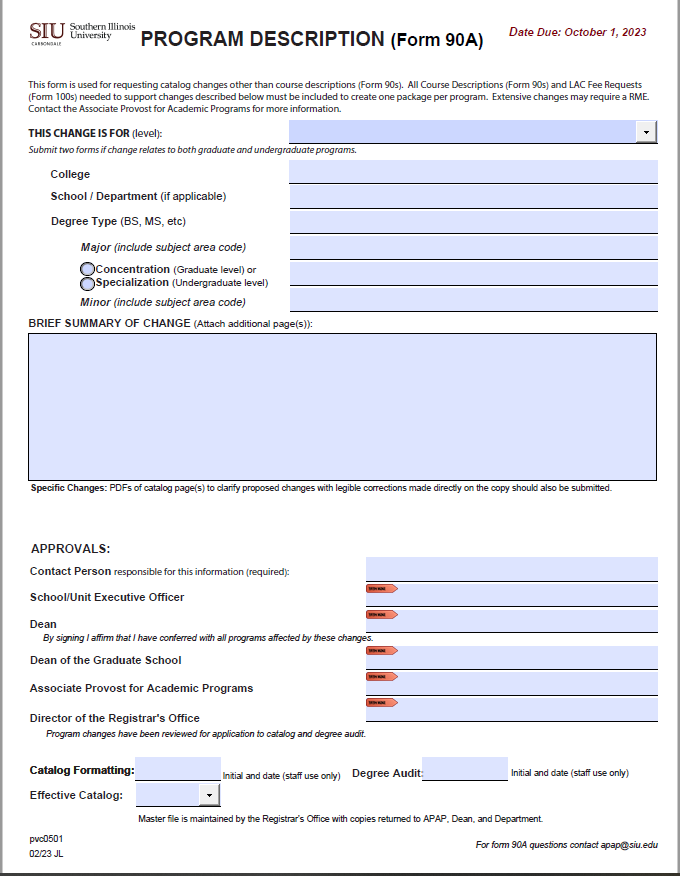 SIU Southern Illinois
University
CARBONDALE
PROGRAM DESCRIPTION (Form 90A)
Date Due: October 1, 2023
This form is used for requesting catalog changes other than course descriptions (Form 90s). All Course Descriptions (Form 90s) and LAC Fee Requests
(Form 100s) needed to support changes described below must be included to create one package per program. Extensive changes may require a RME.
Contact the Associate Provost for Academic Programs for more information.
THIS CHANGE IS FOR (level):
Submit two forms if change relates to both graduate and undergraduate programs.
College
School / Department (if applicable)
Degree Type (BS, MS, etc)
Major (include subject area code)
Concentration (Graduate level) or
Specialization (Undergraduate level)
Minor (include subject area code)
BRIEF SUMMARY OF CHANGE (Attach additional page(s)):
Specific Changes: PDFs of catalog page(s) to clarify proposed changes with legible corrections made directly on the copy should also be submitted.
APPROVALS:
Contact Person responsible for this information (required):
School/Unit Executive Officer
Dean
By signing I affirm that I have conferred with all programs affected by these changes.
Dean of the Graduate School
Associate Provost for Academic Programs
Director of the Registrar's Office
Program changes have been reviewed for application to catalog and degree audit.
Catalog Formatting: Initial and date (staff use only) Degree Audit: Initial and date (staff use only)
Effective Catalog:
Master file is maintained by the Registrar's Office with copies returned to APAP, Dean, and Department.
pvc0501
02/23 JL
For form 90A questions contact apap@siu.edu